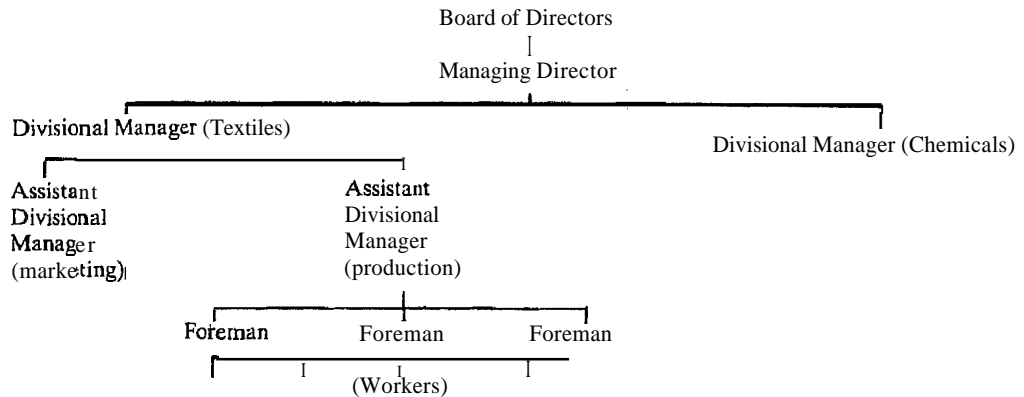 Board of Directors
Managing Director
Divisional Manager (Textiles)
Divisional Manager (Chemicals)
Assistant
Divisional
Manager
(marketing)
Assistant
Divisional
Manager
(production)
Foreman Foreman Foreman
(Workers)